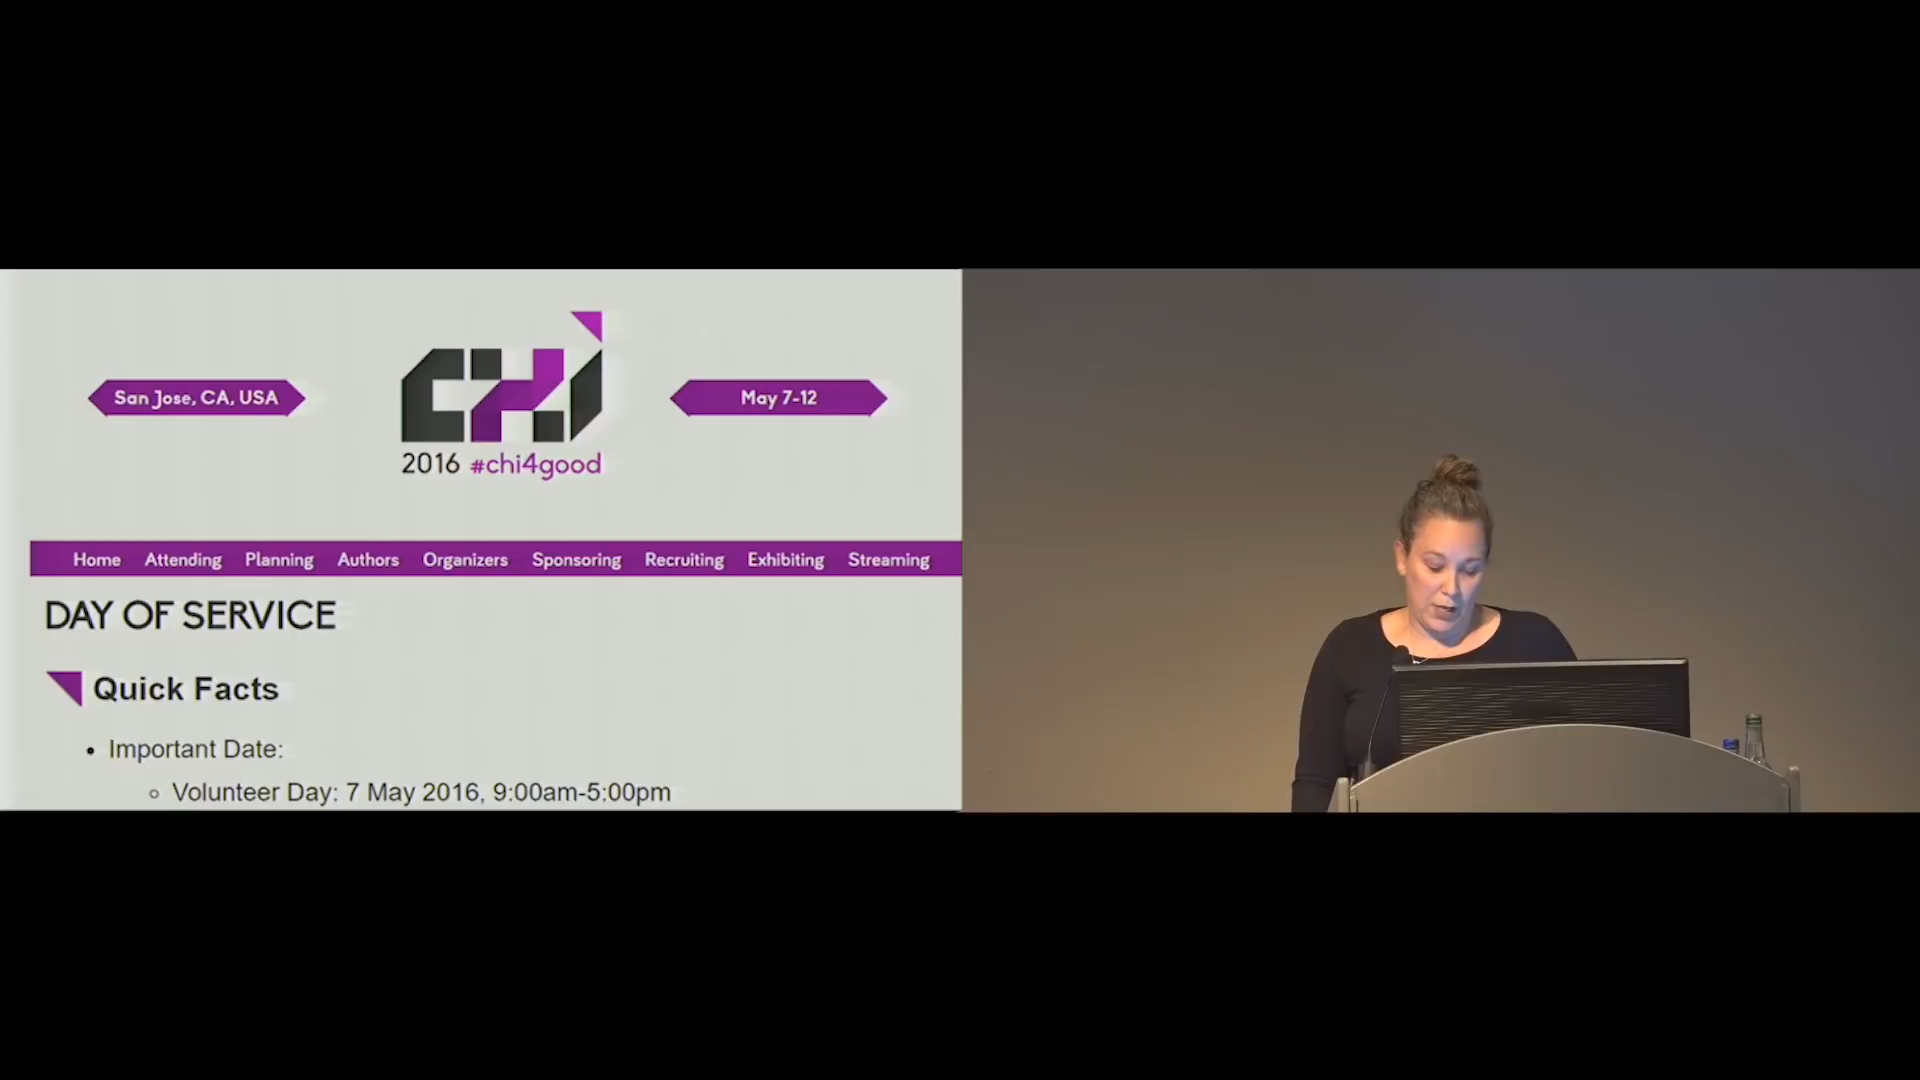 San Jose, CA, USA
CHI
May 7-12
2016 #chi4good
Home Attending Planning Authors Organizers Sponsoring Recruiting Exhibiting Streaming
DAY OF SERVICE
Quick Facts
• Important Date:
○ Volunteer Day: 7 May 2016, 9:00am-5:00pm